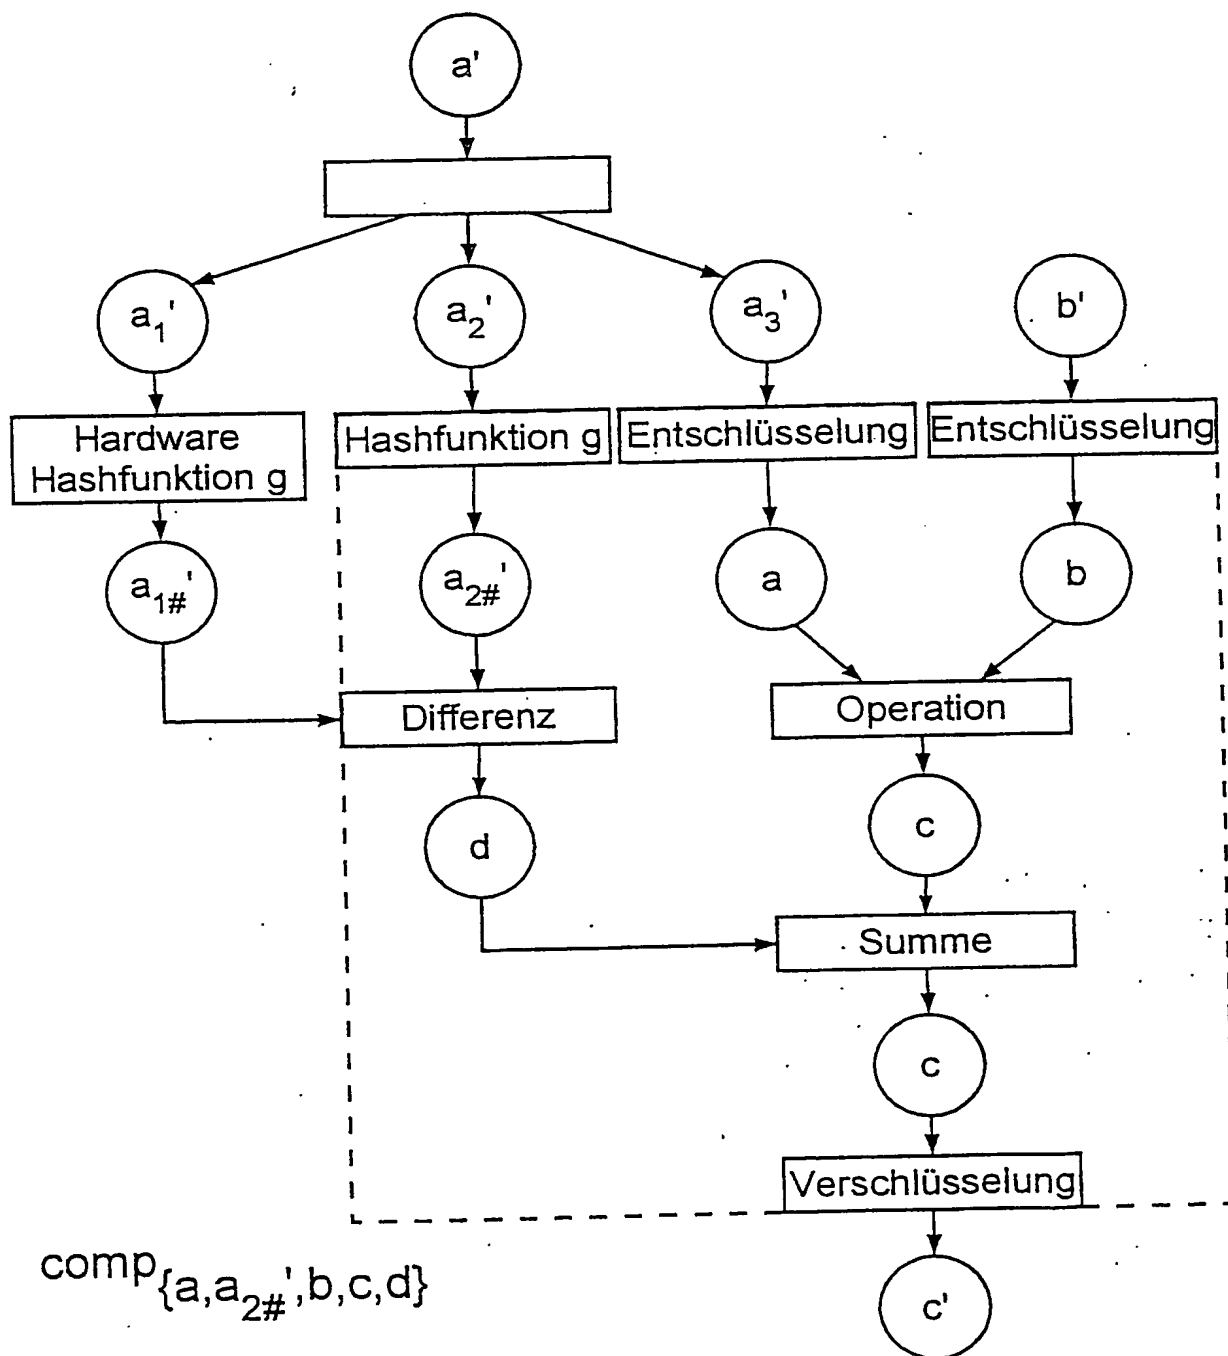 a'
a₁'
a₂'
a₃'
b'
Hardware
Hashfunktion g
Hashfunktion g
Entschlüsselung
Entschlüsselung
a₁#'
a₂#'
a
b
Differenz
Operation
d
c
Summe
c
Verschlüsselung
comp{a,a₂#',b,c,d}
c'